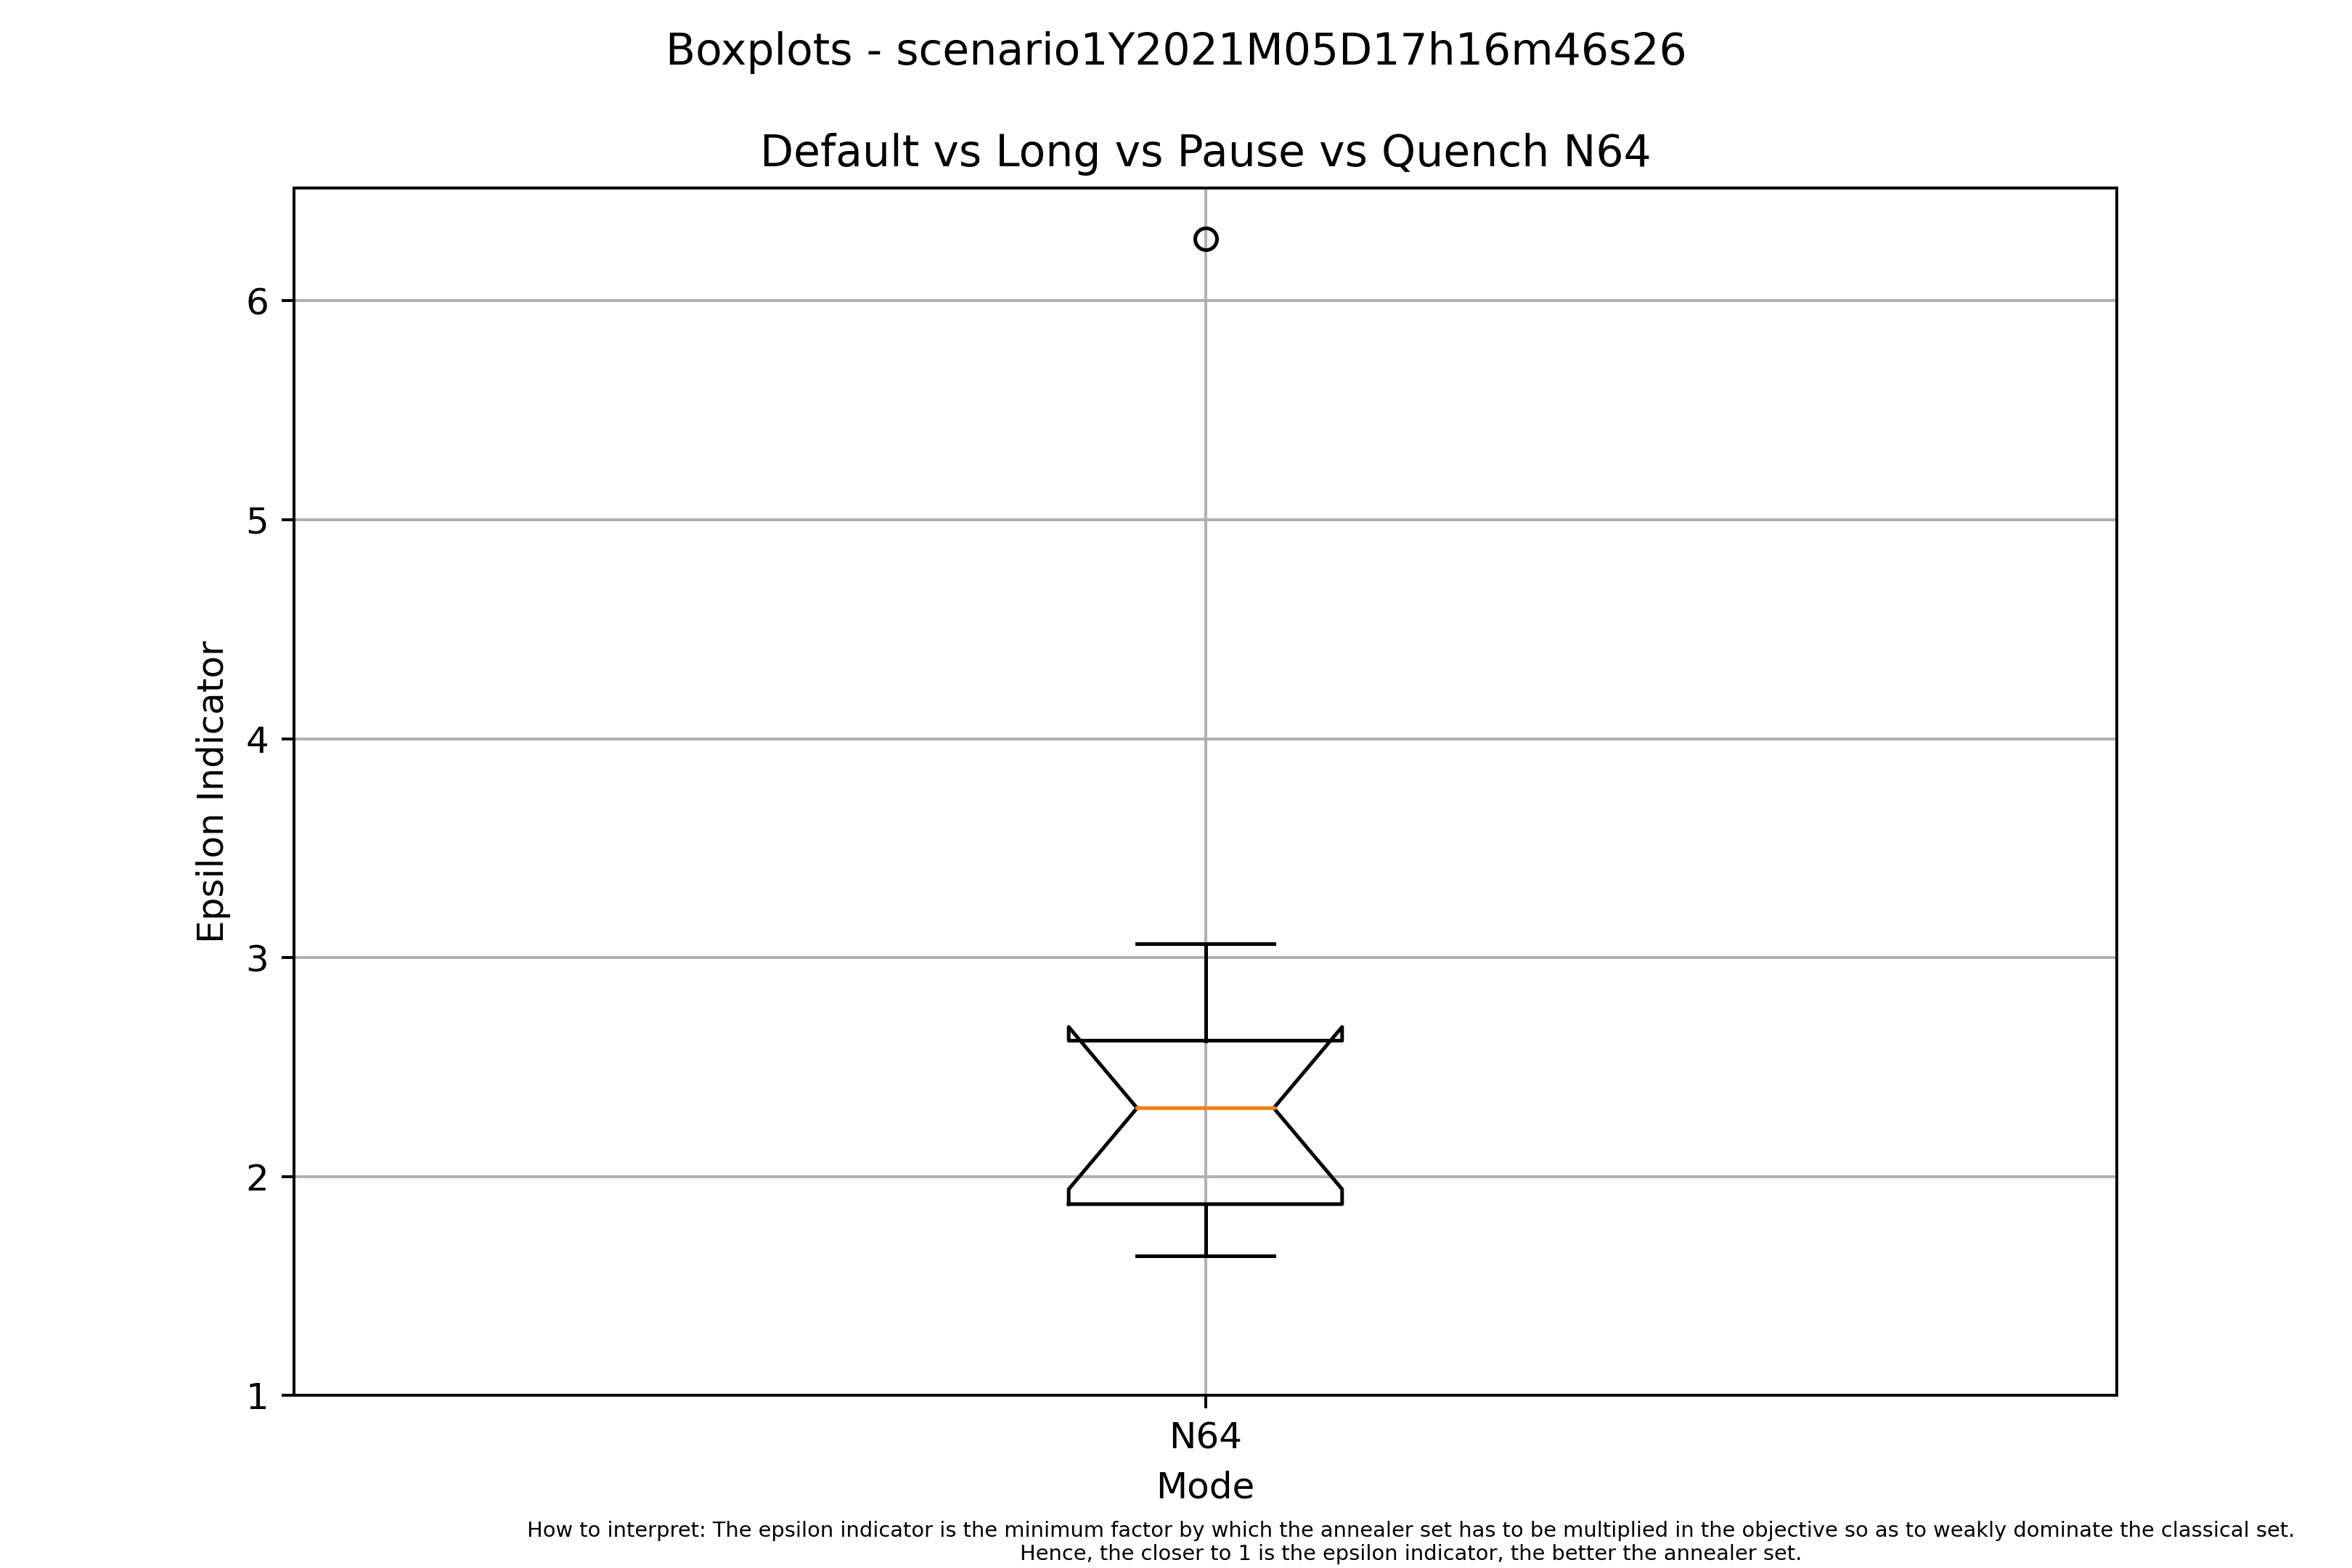 Boxplots - scenario1Y2021M05D17h16m46s26
Default vs Long vs Pause vs Quench N64
6
5
4
3
2
1
Epsilon Indicator
N64
Mode
How to interpret: The epsilon indicator is the minimum factor by which the annealer set has to be multiplied in the objective so as to weakly dominate the classical set.
Hence, the closer to 1 is the epsilon indicator, the better the annealer set.